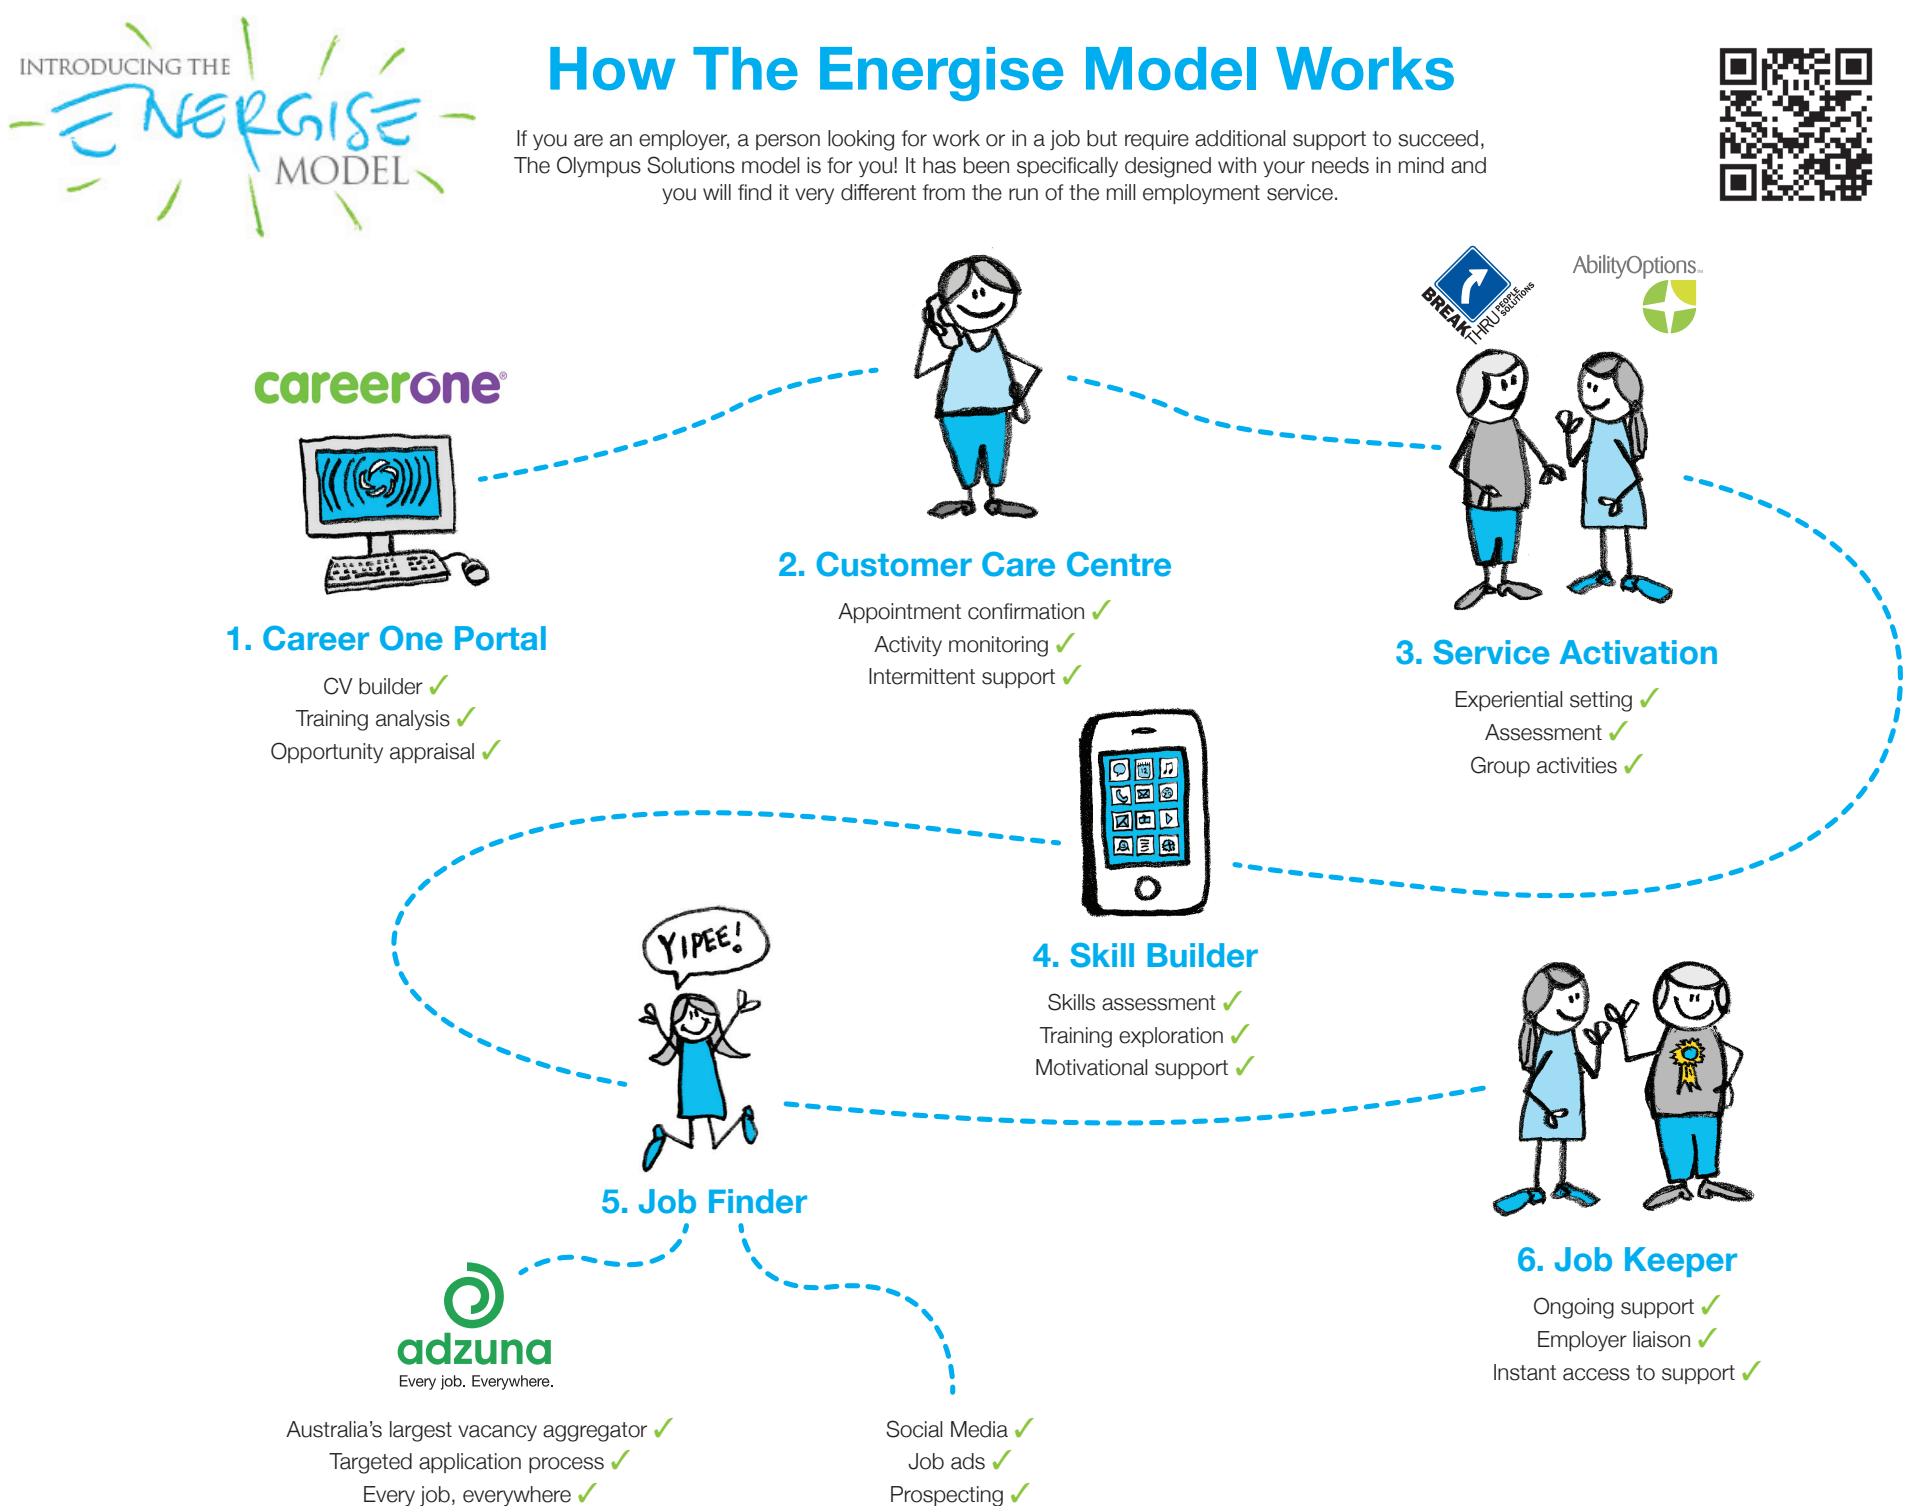 INTRODUCING THE
ENERGISE
MODEL
How The Energise Model Works
If you are an employer, a person looking for work or in a job but require additional support to succeed,
The Olympus Solutions model is for you! It has been specifically designed with your needs in mind and
you will find it very different from the run of the mill employment service.
careerone®
1. Career One Portal
CV builder ✓
Training analysis ✓
Opportunity appraisal ✓
2. Customer Care Centre
Appointment confirmation ✓
Activity monitoring ✓
Intermittent support ✓
BREAK
THRU PEOPLE
SOLUTIONS
AbilityOptions
3. Service Activation
Experiential setting ✓
Assessment ✓
Group activities ✓
12
4. Skill Builder
Skills assessment ✓
Training exploration ✓
Motivational support ✓
YIPEE!
5. Job Finder
adzuna
Every job. Everywhere.
Australia's largest vacancy aggregator ✓
Targeted application process ✓
Every job, everywhere ✓
Social Media ✓
Job ads ✓
Prospecting ✓
6. Job Keeper
Ongoing support ✓
Employer liaison ✓
Instant access to support ✓